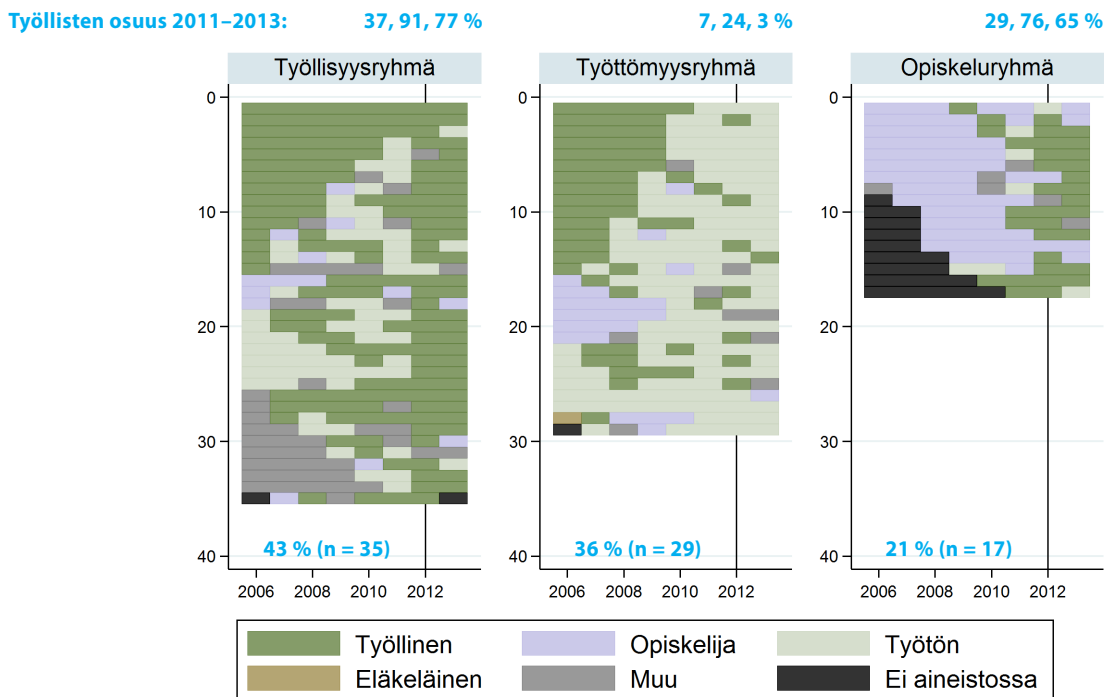 Työllisten osuus 2011–2013: 37, 91, 77 % 7, 24, 3 % 29, 76, 65 %
Työllisyysryhmä Työttömyysryhmä Opiskeluryhmä
0 0 0
10 10 10
20 20 20
30 30 30
40 40 40
43 % (n = 35) 36 % (n = 29) 21 % (n = 17)
2006 2008 2010 2012 2006 2008 2010 2012 2006 2008 2010 2012
Työllinen Opiskelija Työtön
Eläkeläinen Muu Ei aineistossa